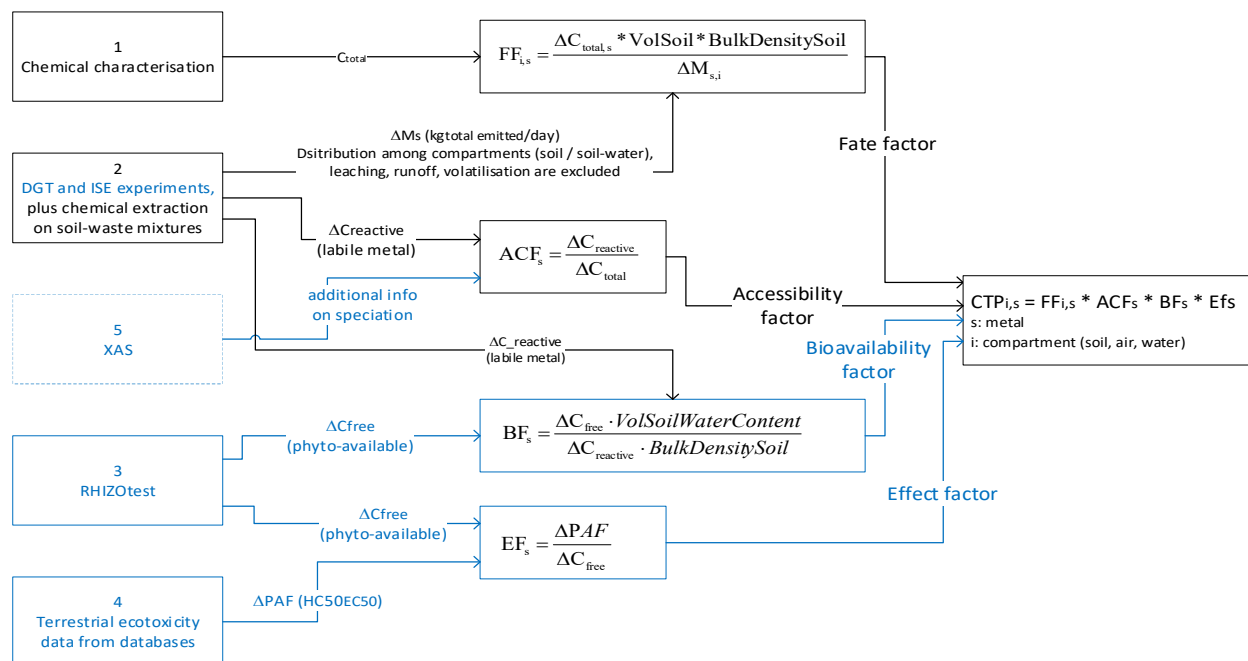 1
Chemical characterisation
Ctotal
FFi,s = ΔCtotal,s *VolSoil*BulkDensitySoil
ΔMs,i
ΔMs (kgtotal emitted/day)
Dsitribution among compartments (soil / soil-water),
leaching, runoff, volatilisation are excluded
Fate factor
2
DGT and ISE experiments,
plus chemical extraction
on soil-waste mixtures
ΔCreactive
(labile metal)
ACFs = ΔCreactive
ΔCtotal
Accessibility
factor
additional info
on speciation
5
XAS
ΔC_reactive
(labile metal)
CTPi,s = FFi,s * ACFs * BFs * Efs
s: metal
i: compartment (soil, air, water)
Bioavailability
factor
3
RHIZOtest
ΔCfree
(phyto-available)
BFs = ΔCfree · VolSoilWaterContent
ΔCreactive · BulkDensitySoil
ΔCfree
(phyto-available)
EFs = ΔPAF
ΔCfree
Effect factor
4
Terrestrial ecotoxicity
data from databases
ΔPAF (HC50EC50)